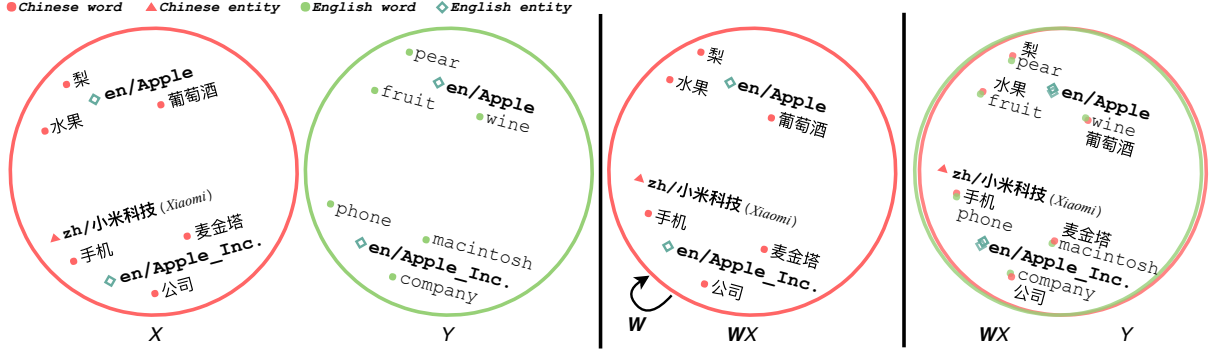 Chinese word Chinese entity English word English entity
梨
en/Apple
葡萄酒
水果
zh/小米科技 (Xiaomi)
麦金塔
手机
en/Apple_Inc.
公司
X
pear
en/Apple
fruit
wine
phone
macintosh
en/Apple_Inc.
company
Y
梨
en/Apple
水果
葡萄酒
zh/小米科技 (Xiaomi)
手机
麦金塔
en/Apple_Inc.
公司
W
WX
梨
pear
en/Apple
水果
fruit
wine
葡萄酒
zh/小米科技 (Xiaomi)
手机
phone
麦金塔
macintosh
en/Apple_Inc.
company
公司
WX
Y